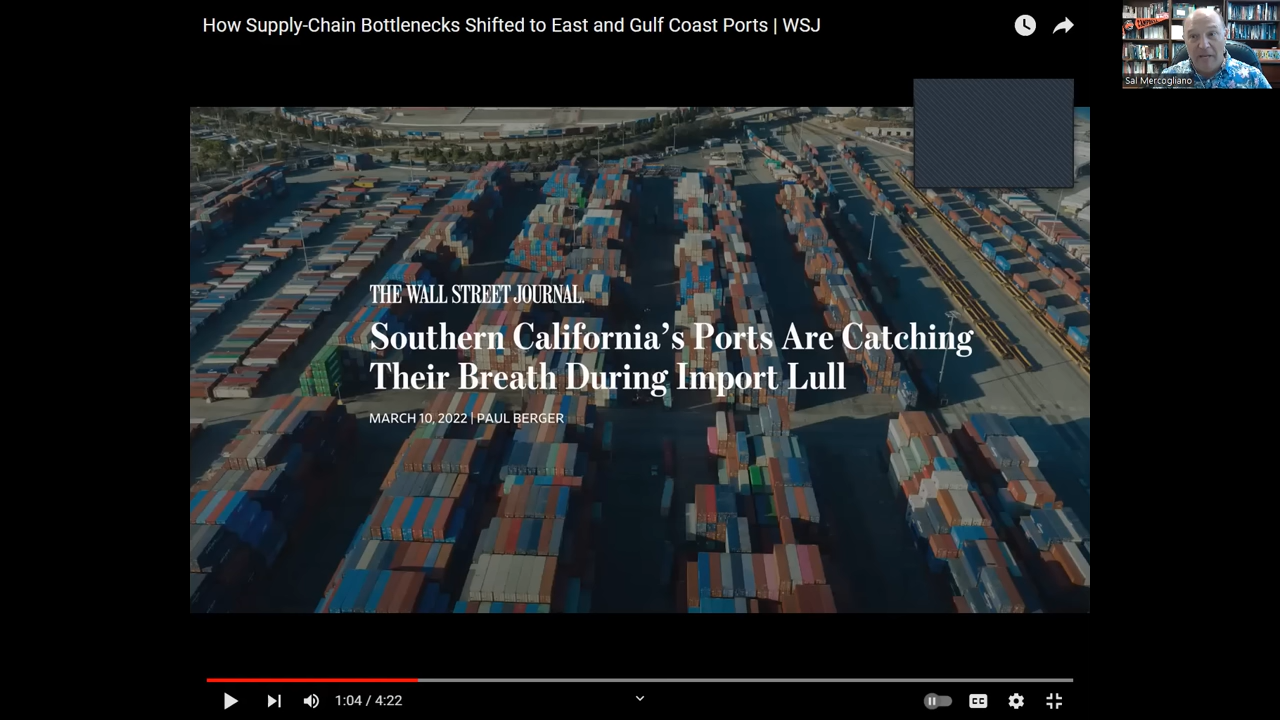 How Supply-Chain Bottlenecks Shifted to East and Gulf Coast Ports | WSJ
Sal Mercogliano
THE WALL STREET JOURNAL.
Southern California's Ports Are Catching
Their Breath During Import Lull
MARCH 10, 2022 | PAUL BERGER
1:04 / 4:22
CC